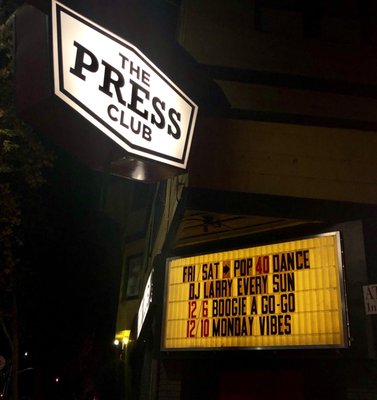 THE
PRESS
CLUB
FRI/SAT ➡ POP 40 DANCE
DJ LARRY EVERY SUN
12/6 BOOGIE A GO-GO
12/10 MONDAY VIBES